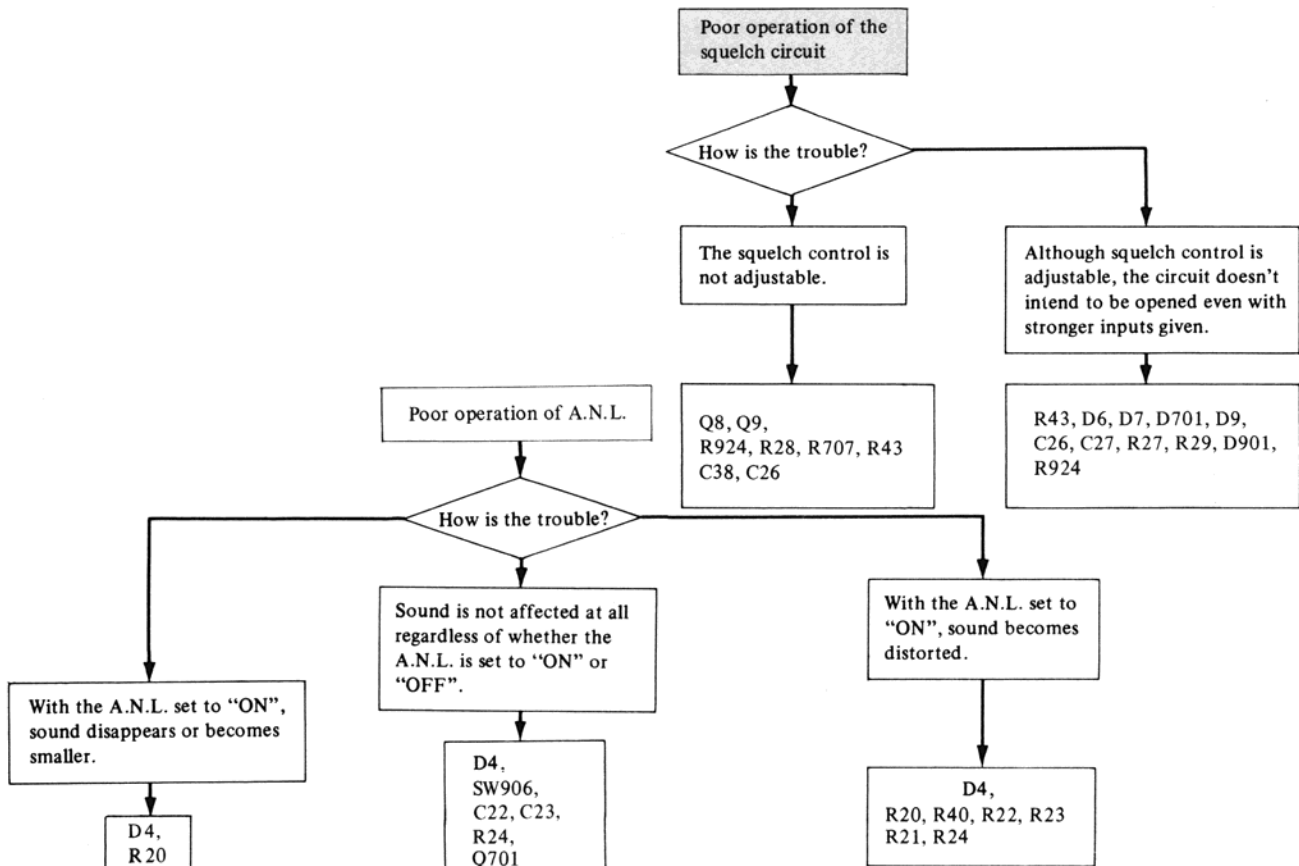 Poor operation of the
squelch circuit
How is the trouble?
The squelch control is
not adjustable.
Although squelch control is
adjustable, the circuit doesn't
intend to be opened even with
stronger inputs given.
Q8, Q9,
R924, R28, R707, R43
C38, C26
R43, D6, D7, D701, D9,
C26, C27, R27, R29, D901,
R924
Poor operation of A.N.L.
How is the trouble?
With the A.N.L. set to “ON”,
sound disappears or becomes
smaller.
Sound is not affected at all
regardless of whether the
A.N.L. is set to “ON” or
“OFF”.
With the A.N.L. set to
“ON”, sound becomes
distorted.
D4,
R20
D4,
SW906,
C22, C23,
R24,
Q701
D4,
R20, R40, R22, R23
R21, R24